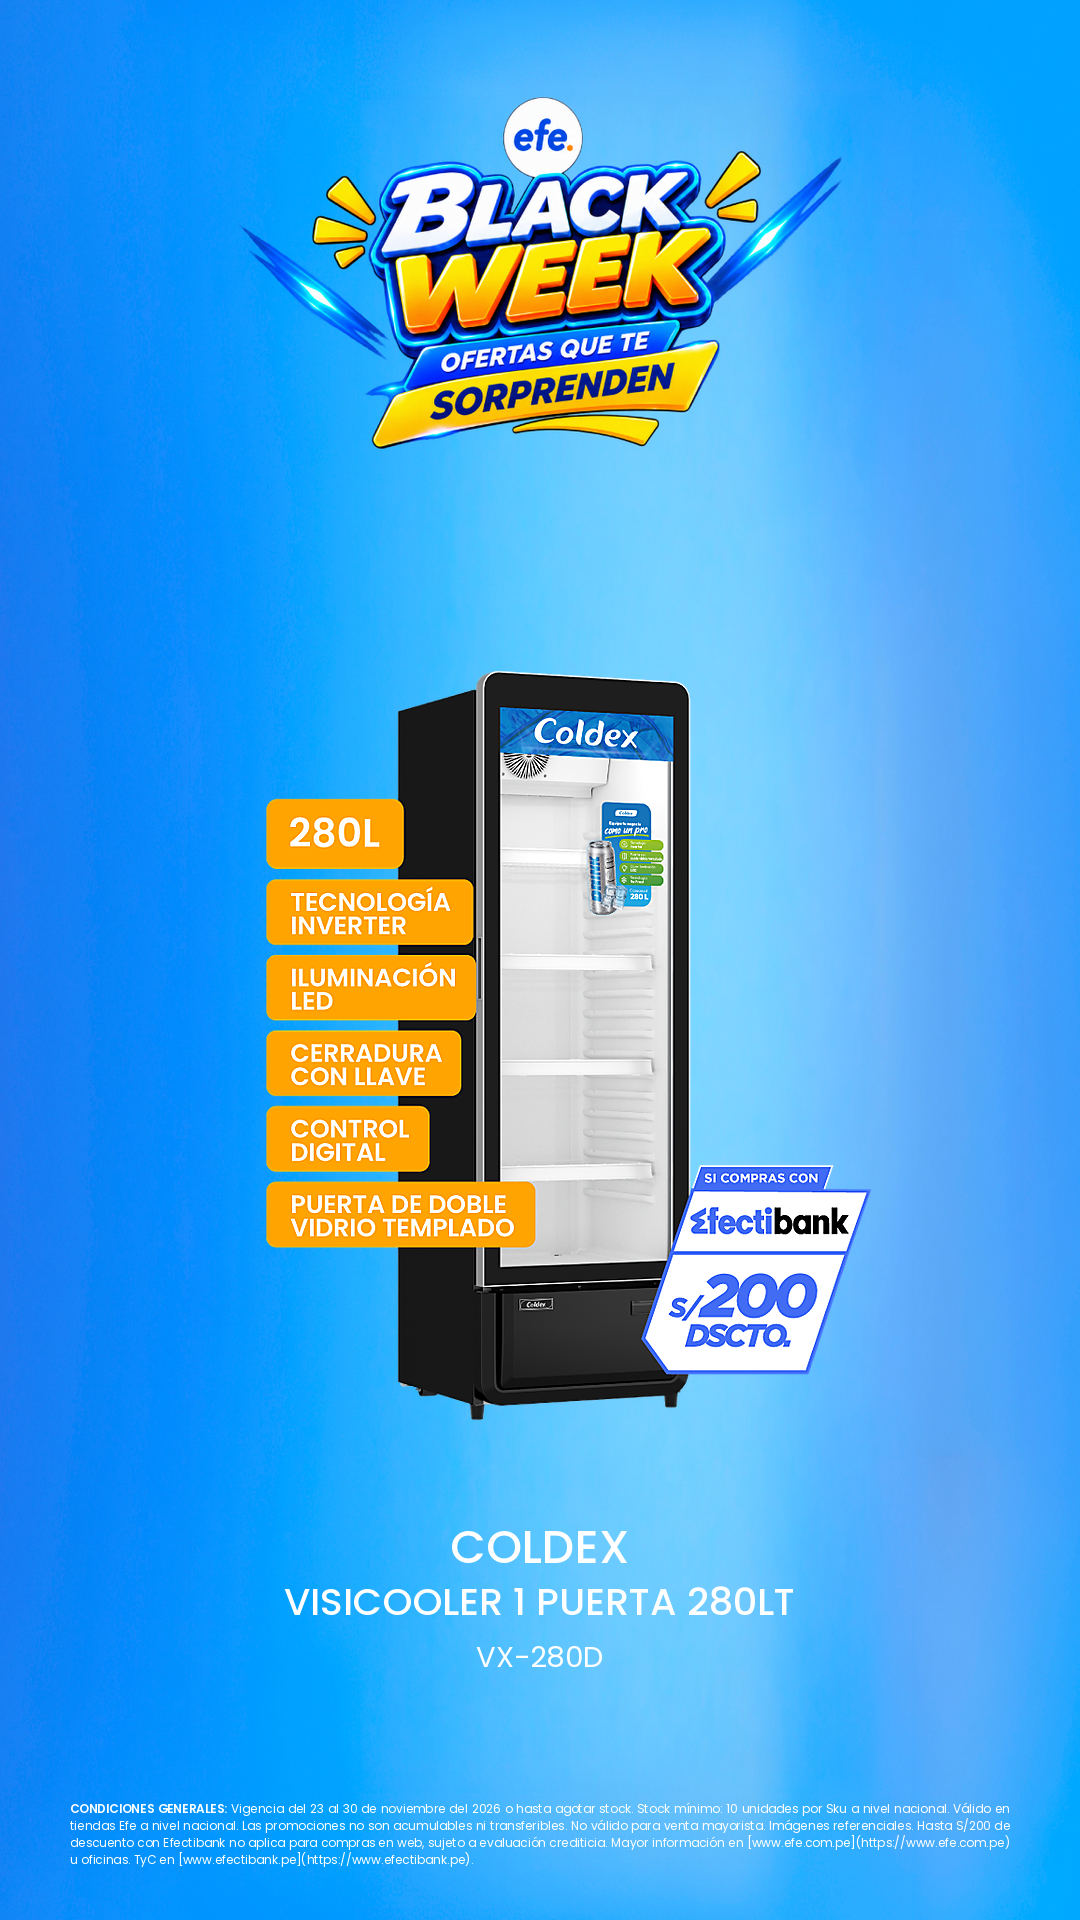 efe.
BLACK
WEEK
OFERTAS QUE TE
SORPRENDEN
Coldex
Coldex
como un pro
280 L
280L
TECNOLOGÍA
INVERTER
ILUMINACIÓN
LED
CERRADURA
CON LLAVE
CONTROL
DIGITAL
PUERTA DE DOBLE
VIDRIO TEMPLADO
SI COMPRAS CON
Efectibank
S/200
DSCTO.
Coldex
COLDEX
VISICOOLER 1 PUERTA 280LT
VX-280D
CONDICIONES GENERALES: Vigencia del 23 al 30 de noviembre del 2026 o hasta agotar stock. Stock mínimo: 10 unidades por Sku a nivel nacional. Válido en
tiendas Efe a nivel nacional. Las promociones no son acumulables ni transferibles. No válido para venta mayorista. Imágenes referenciales. Hasta S/200 de
descuento con Efectibank no aplica para compras en web, sujeto a evaluación crediticia. Mayor información en [www.efe.com.pe](https://www.efe.com.pe)
u oficinas. TyC en [www.efectibank.pe](https://www.efectibank.pe).